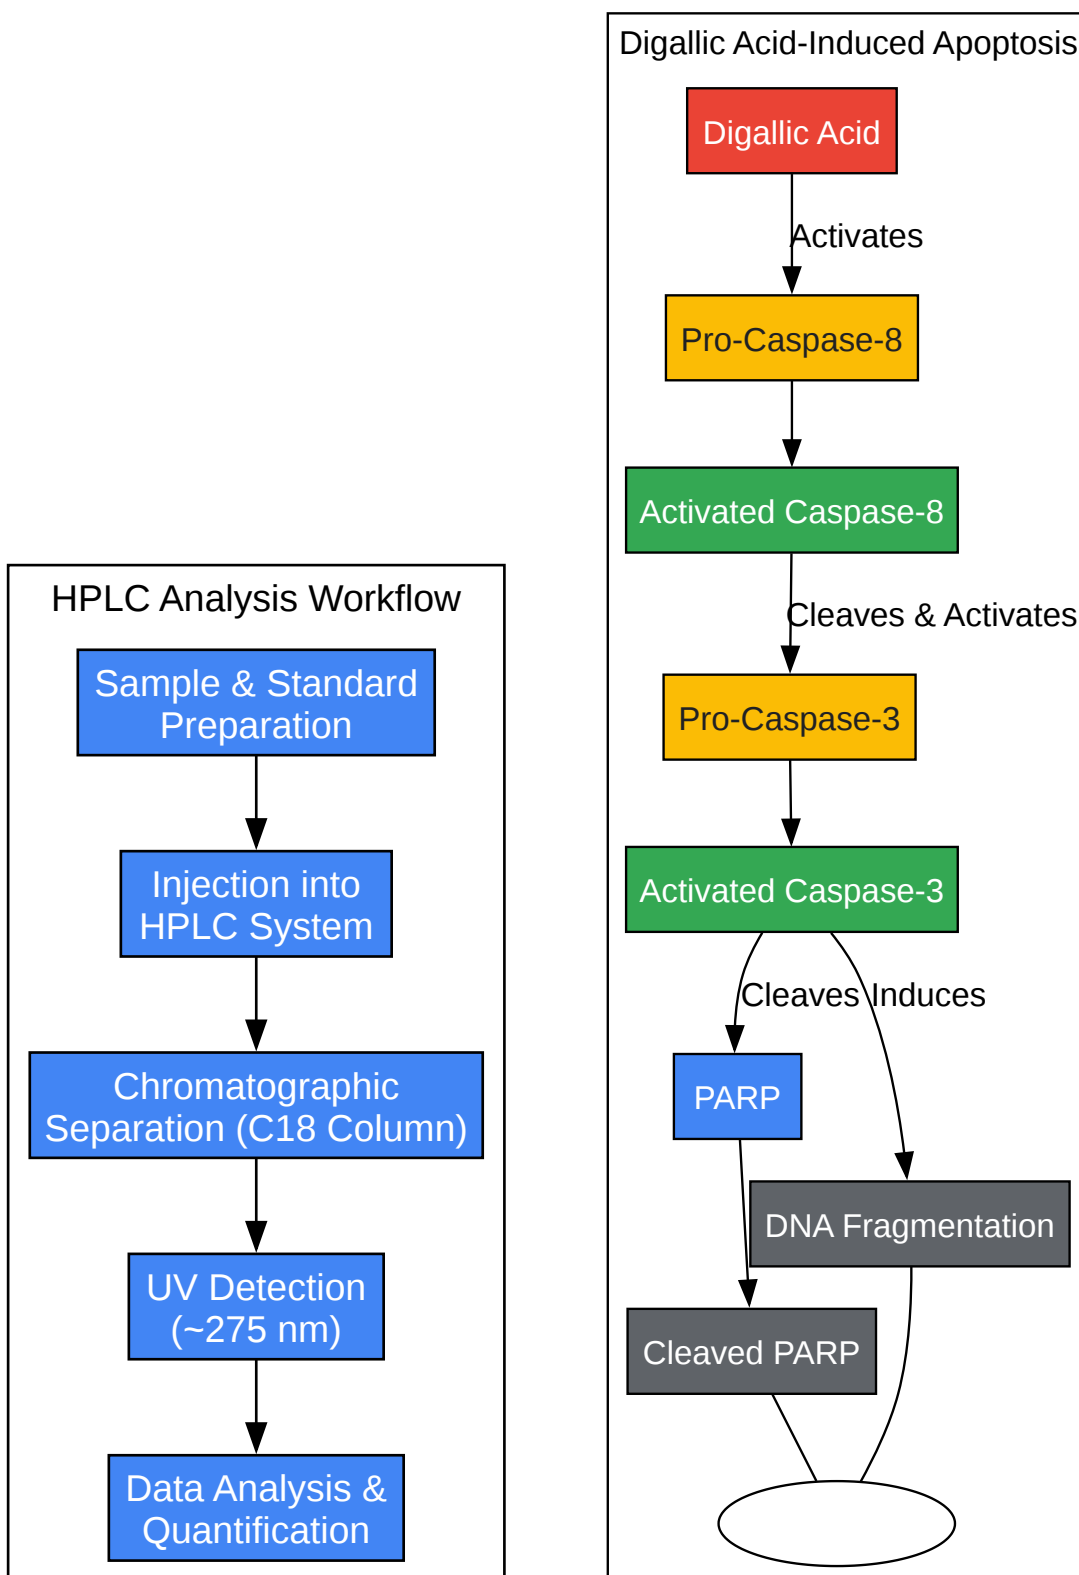 HPLC Analysis Workflow
Sample & Standard
Preparation
Injection into
HPLC System
Chromatographic
Separation (C18 Column)
UV Detection
(~275 nm)
Data Analysis &
Quantification
Digallic Acid-Induced Apoptosis
Digallic Acid
Activates
Pro-Caspase-8
Activated Caspase-8
Cleaves & Activates
Pro-Caspase-3
Activated Caspase-3
Cleaves
Induces
PARP
DNA Fragmentation
Cleaved PARP